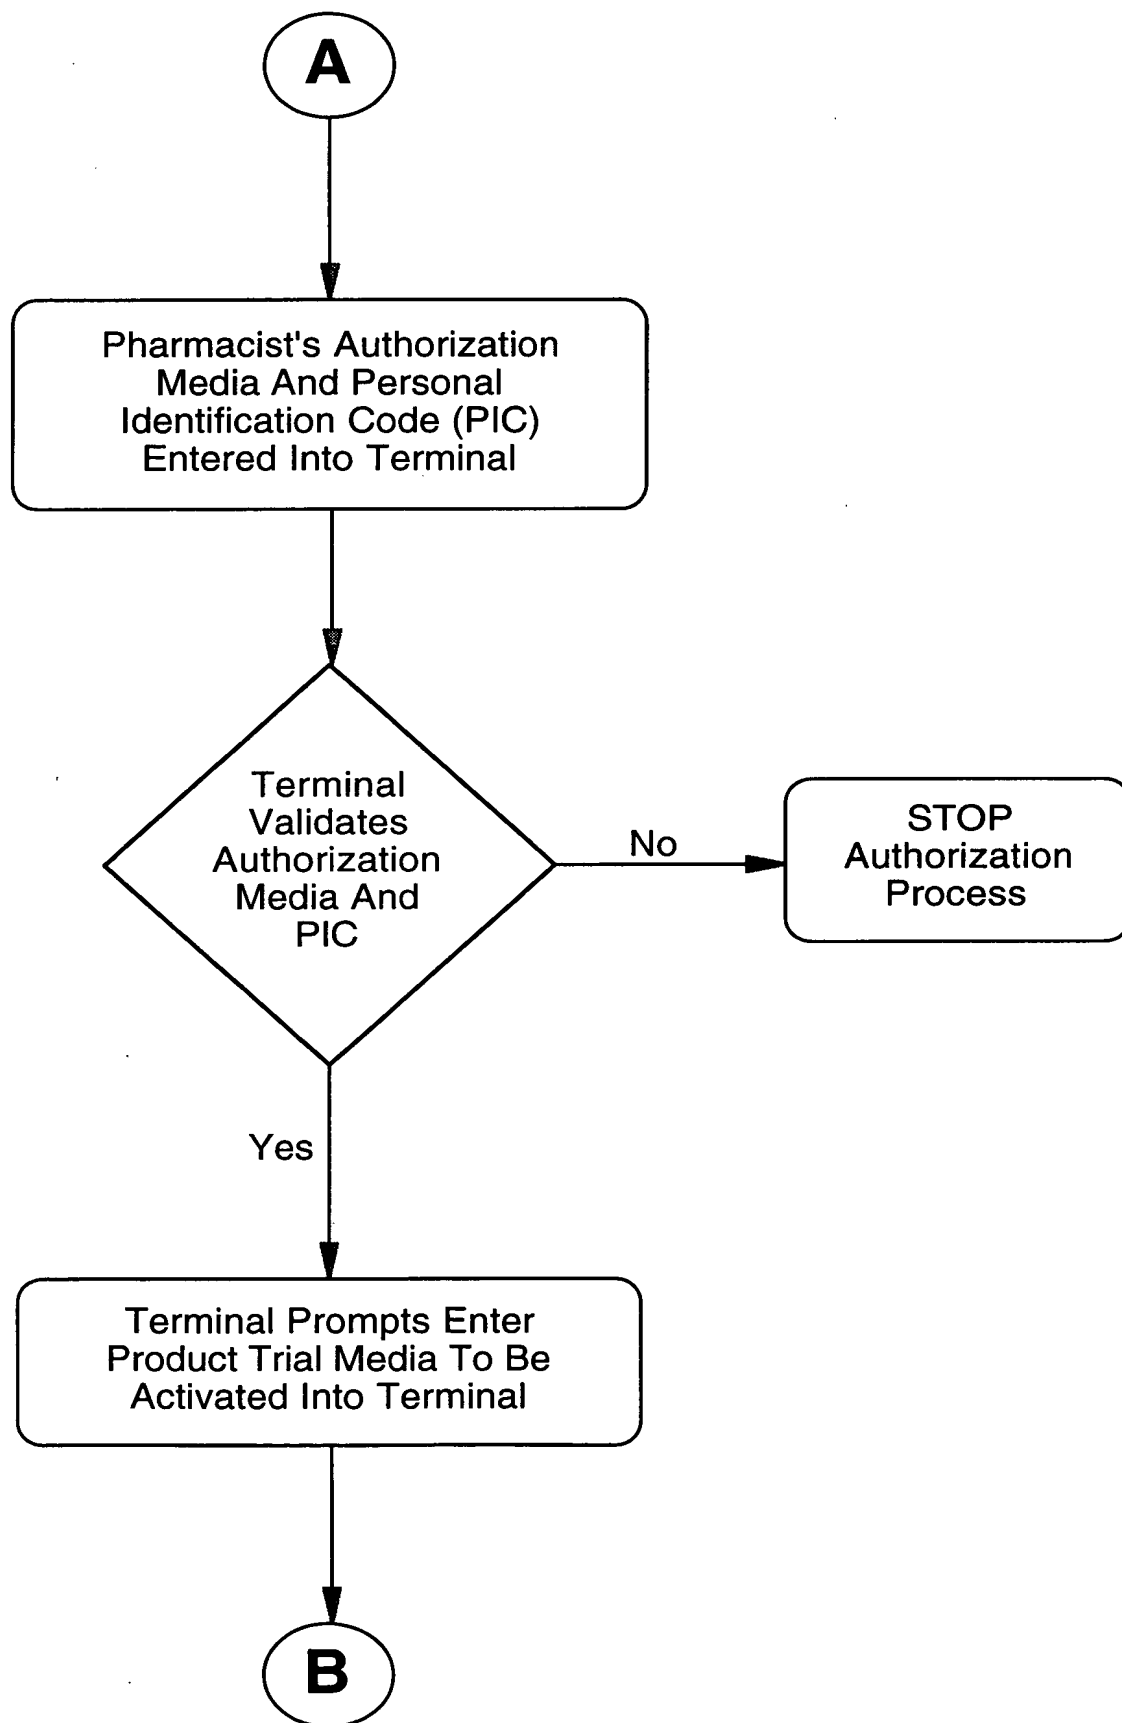 A
Pharmacist's Authorization
Media And Personal
Identification Code (PIC)
Entered Into Terminal
Terminal
Validates
Authorization
Media And
PIC
No
STOP
Authorization
Process
Yes
Terminal Prompts Enter
Product Trial Media To Be
Activated Into Terminal
B